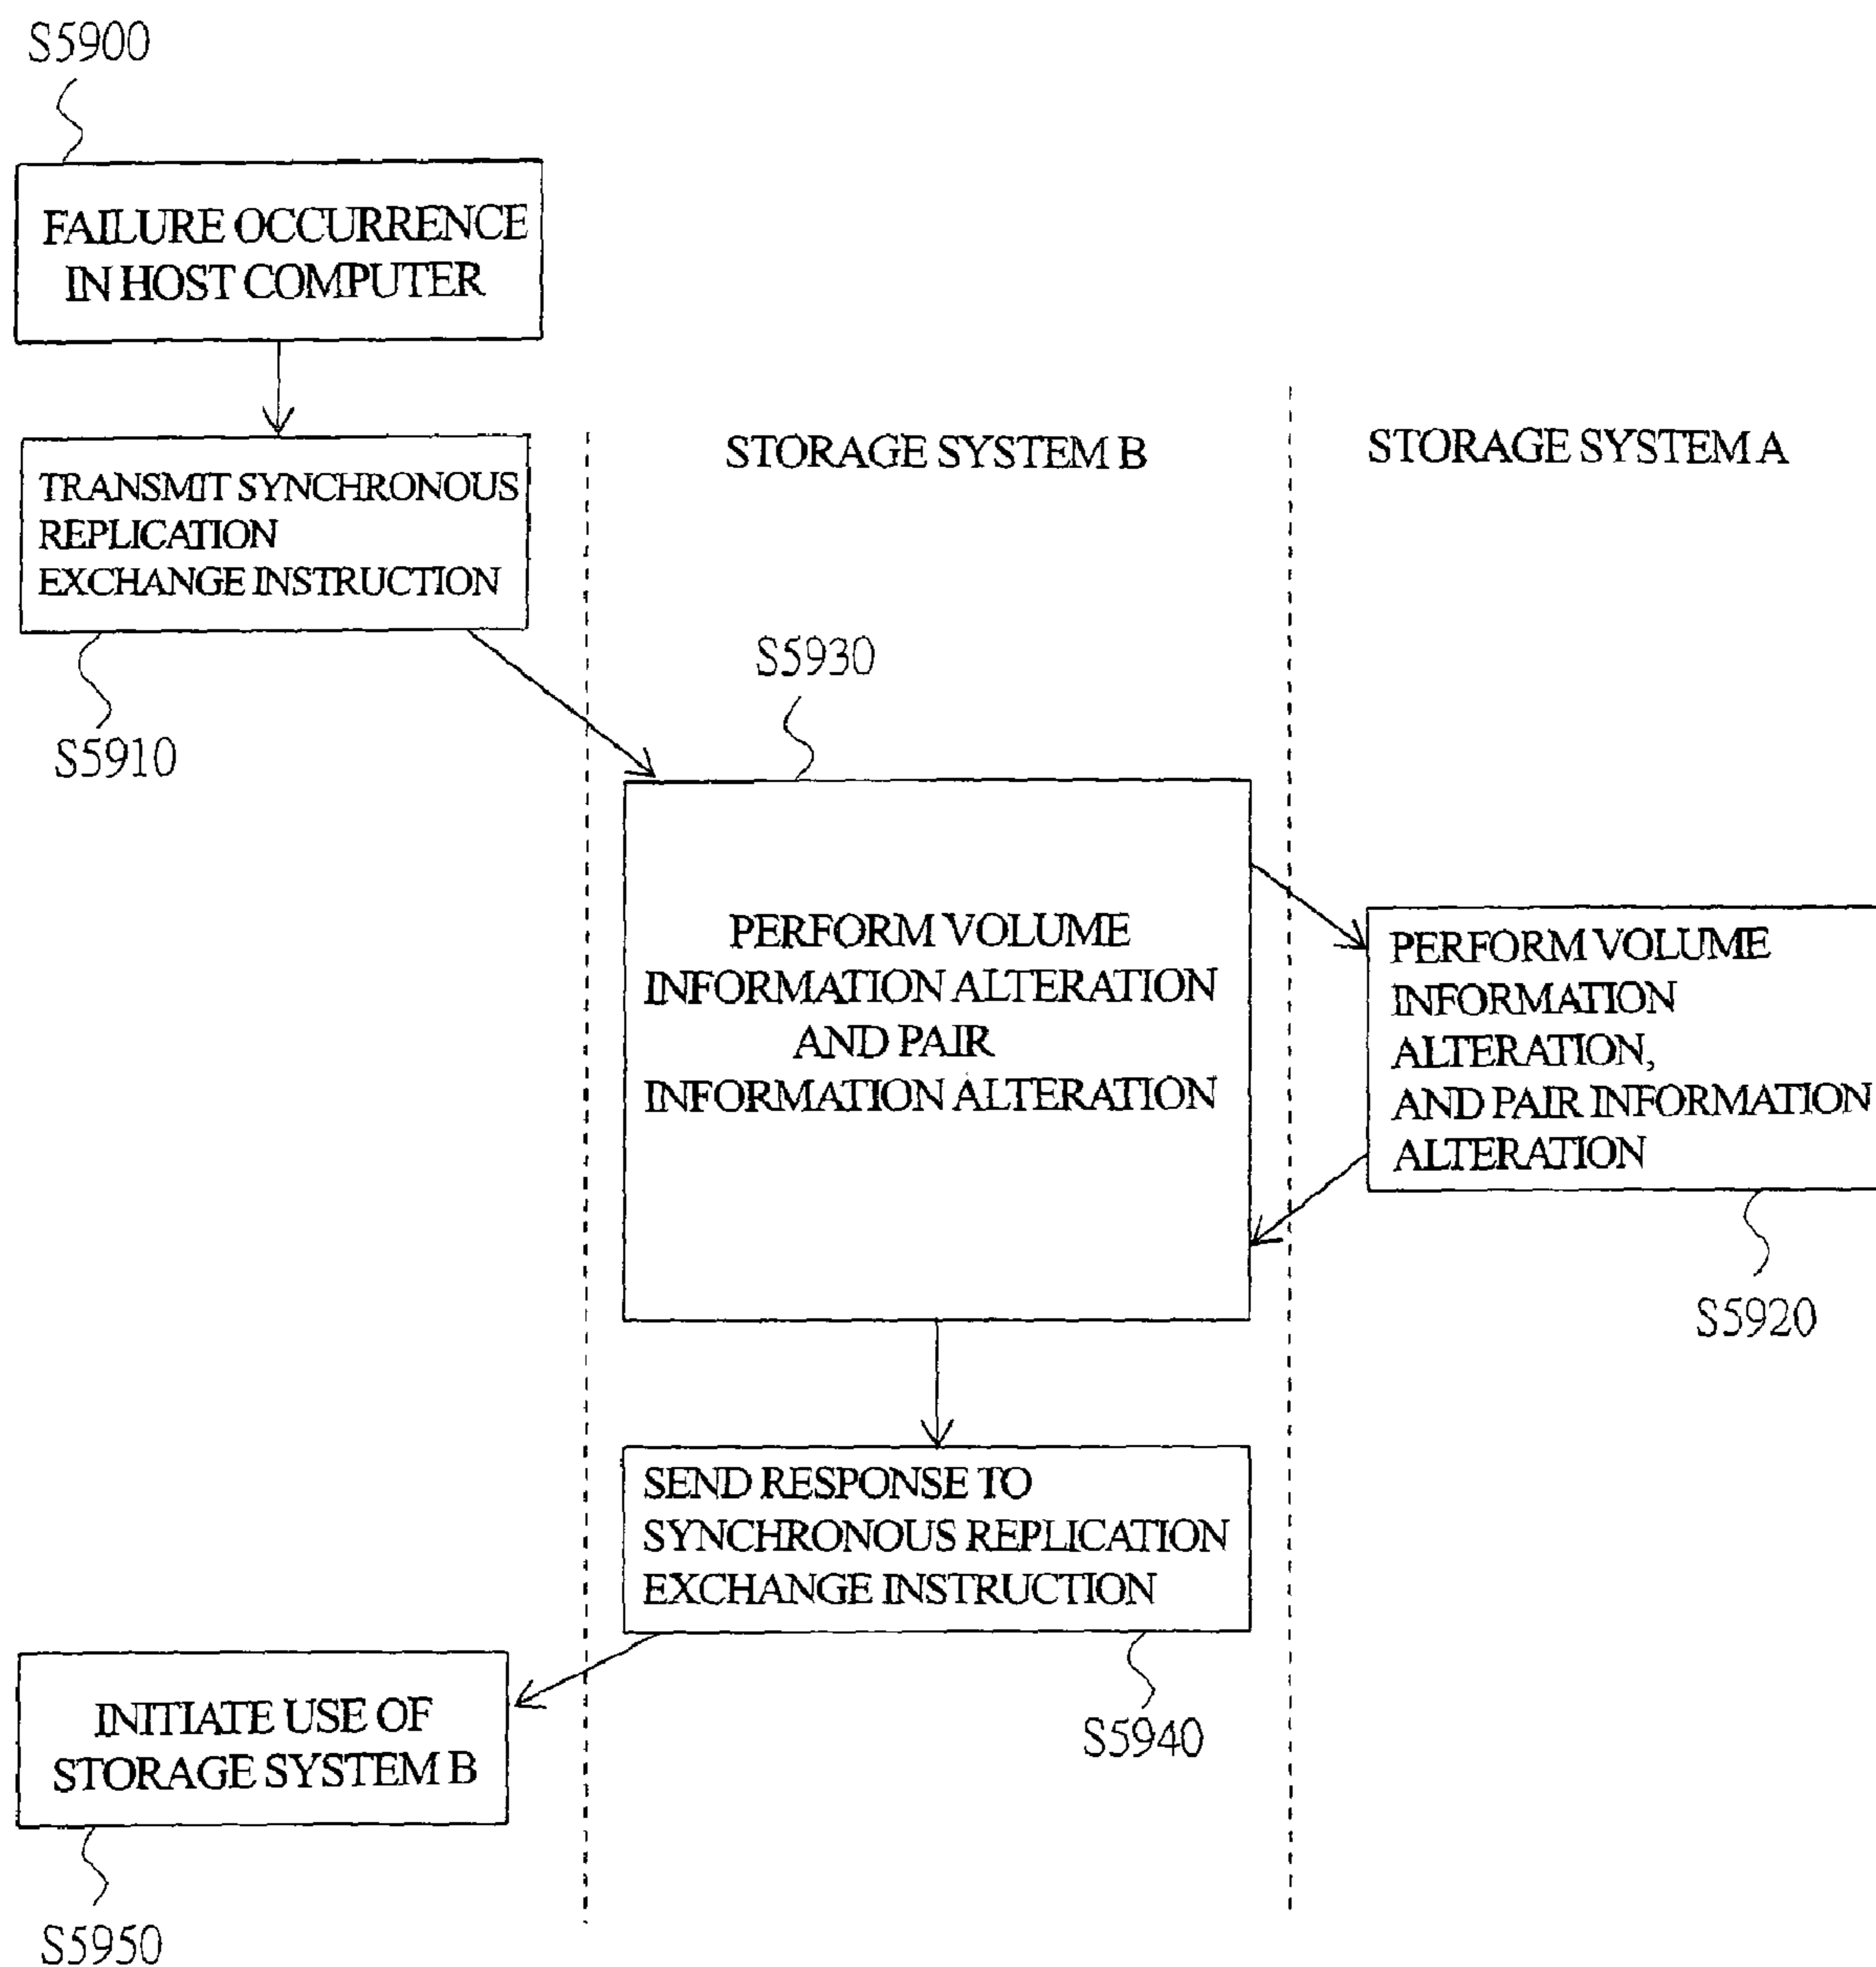 S5900
FAILURE OCCURRENCE
IN HOST COMPUTER
TRANSMIT SYNCHRONOUS
REPLICATION
EXCHANGE INSTRUCTION
S5910
STORAGE SYSTEM B
STORAGE SYSTEM A
S5930
PERFORM VOLUME
INFORMATION ALTERATION
AND PAIR
INFORMATION ALTERATION
PERFORM VOLUME
INFORMATION
ALTERATION,
AND PAIR INFORMATION
ALTERATION
S5920
SEND RESPONSE TO
SYNCHRONOUS REPLICATION
EXCHANGE INSTRUCTION
S5940
INITIATE USE OF
STORAGE SYSTEM B
S5950